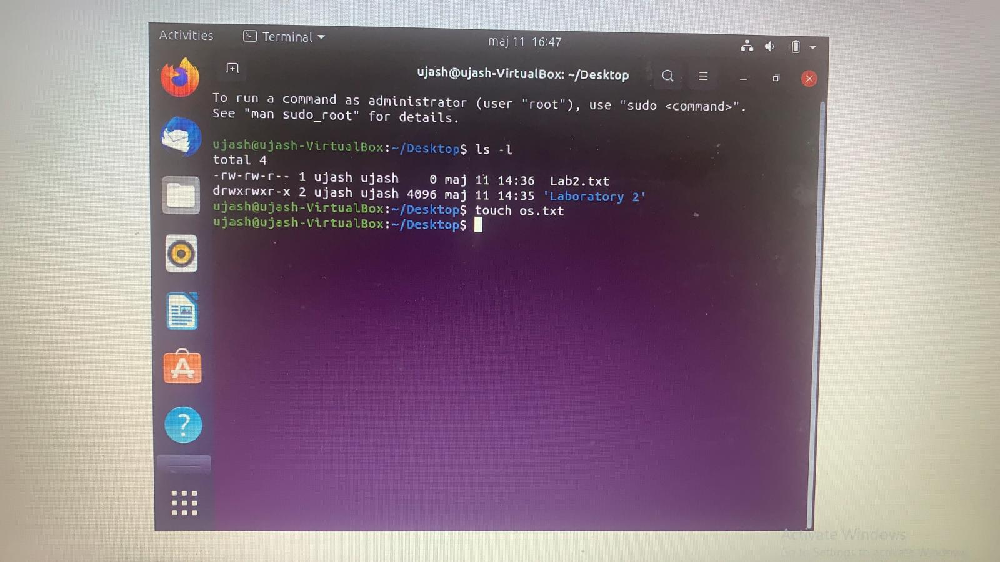 Activities Terminal maj 11 16:47
ujash@ujash-VirtualBox: ~/Desktop
To run a command as administrator (user "root"), use "sudo <command>".
See "man sudo_root" for details.
ujash@ujash-VirtualBox:~/Desktop$ ls -l
total 4
-rw-rw-r-- 1 ujash ujash    0 maj 11 14:36  Lab2.txt
drwxrwxr-x 2 ujash ujash 4096 maj 11 14:35 'Laboratory 2'
ujash@ujash-VirtualBox:~/Desktop$ touch os.txt
ujash@ujash-VirtualBox:~/Desktop$
Activate Windows
Go to Settings to activate Windows.